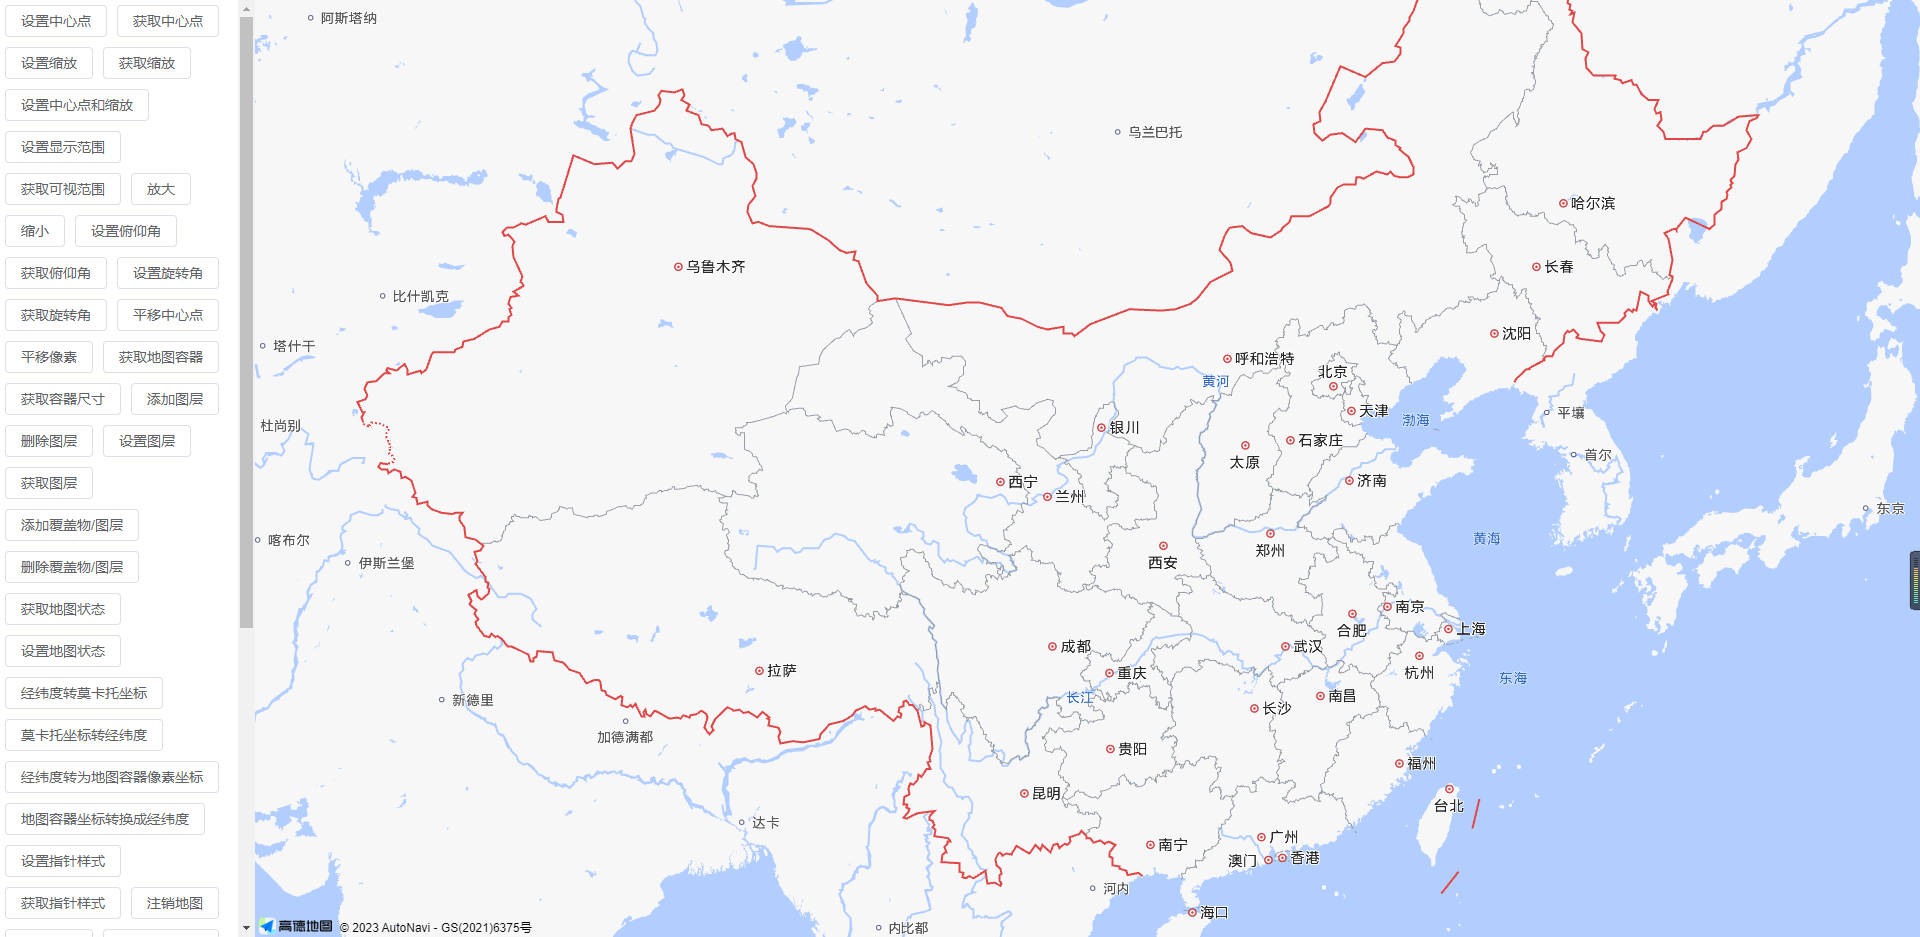 设置中心点
获取中心点
设置缩放
获取缩放
设置中心点和缩放
设置显示范围
获取可视范围
放大
缩小
设置俯仰角
获取俯仰角
设置旋转角
获取旋转角
平移中心点
平移像素
获取地图容器
获取容器尺寸
添加图层
删除图层
设置图层
获取图层
添加覆盖物/图层
删除覆盖物/图层
获取地图状态
设置地图状态
经纬度转莫卡托坐标
莫卡托坐标转经纬度
经纬度转为地图容器像素坐标
地图容器坐标转换成经纬度
设置指针样式
获取指针样式
注销地图
阿斯塔纳
乌兰巴托
哈尔滨
乌鲁木齐
长春
比什凯克
沈阳
塔什干
呼和浩特
北京
黄河
天津
渤海
平壤
杜尚别
银川
石家庄
太原
首尔
西宁
济南
兰州
东京
喀布尔
黄海
郑州
伊斯兰堡
西安
南京
合肥
上海
成都
武汉
拉萨
重庆
杭州
东海
长江
南昌
新德里
长沙
加德满都
贵阳
福州
昆明
台北
达卡
广州
南宁
澳门
香港
河内
海口
内比都
高德地图
© 2023 AutoNavi - GS(2021)6375号